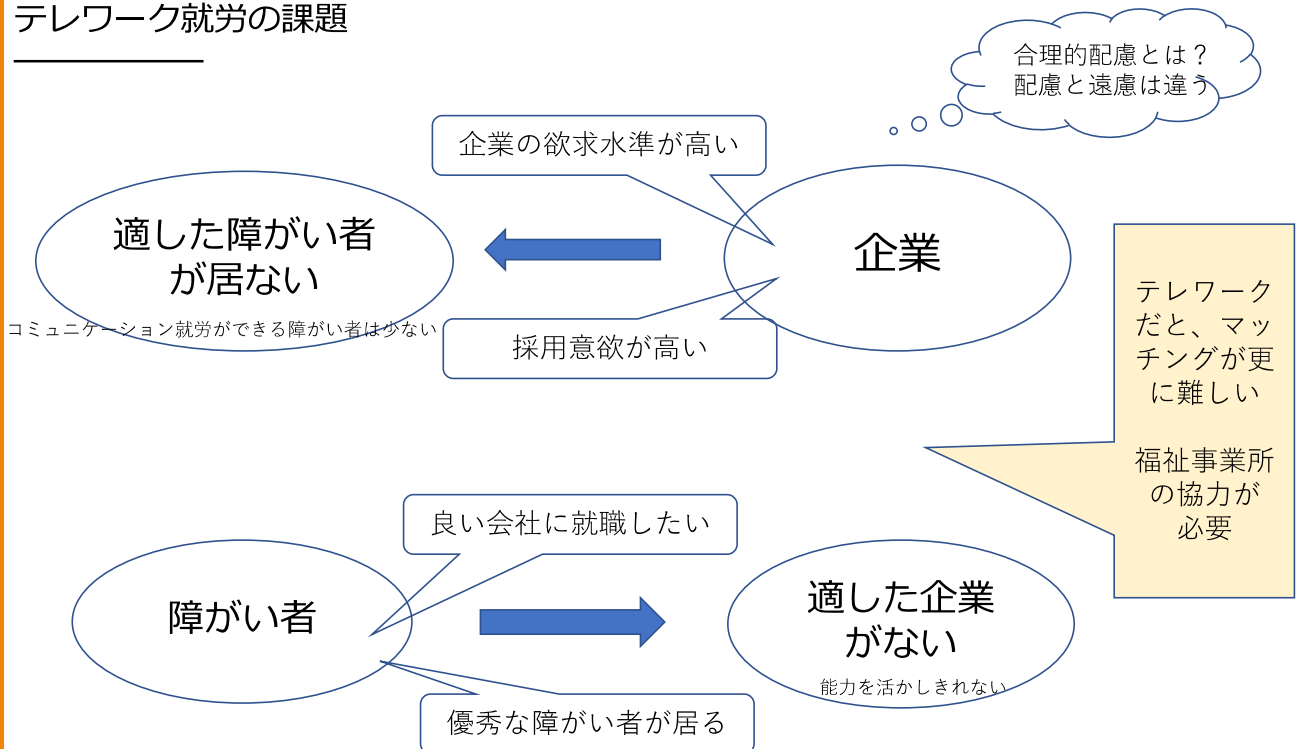 テレワーク就労の課題
合理的配慮とは？
配慮と遠慮は違う
企業の欲求水準が高い
適した障がい者
が居ない
コミュニケーション就労ができる障がい者は少ない
企業
採用意欲が高い
テレワーク
だと、マッ
チングが更
に難しい
福祉事業所
の協力が
必要
良い会社に就職したい
障がい者
適した企業
がない
能力を活かしきれない
優秀な障がい者が居る